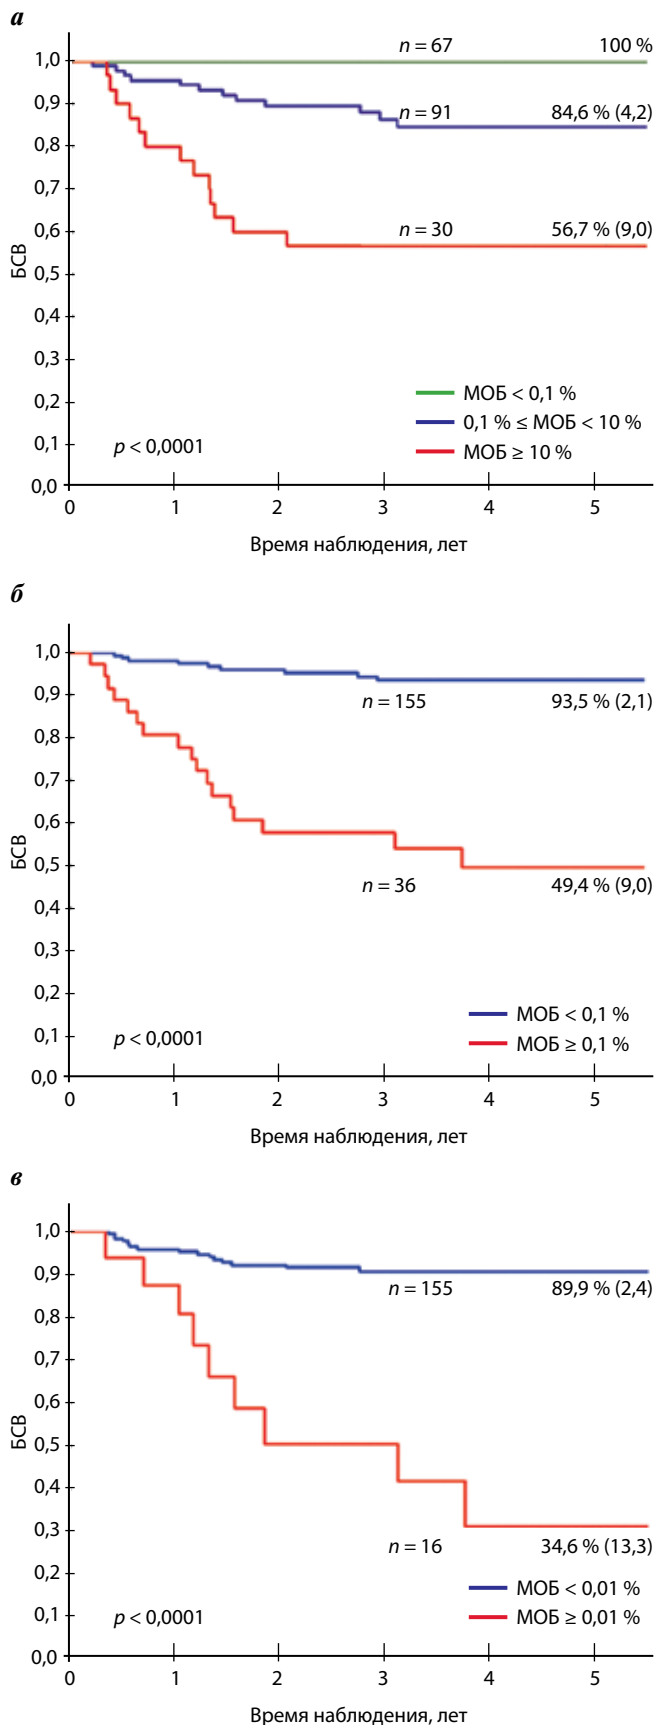 а
n = 67 100 %
1,0
0,9
n = 91 84,6 % (4,2)
0,8
0,7
0,6
n = 30 56,7 % (9,0)
БСВ
0,5
0,4
0,3
МОБ < 0,1 %
0,2
0,1 % ≤ МОБ < 10 %
0,1
p < 0,0001
МОБ ≥ 10 %
0,0
0 1 2 3 4 5
Время наблюдения, лет
б
1,0
0,9
n = 155 93,5 % (2,1)
0,8
0,7
0,6
БСВ
0,5
n = 36 49,4 % (9,0)
0,4
0,3
0,2
МОБ < 0,1 %
0,1
p < 0,0001
МОБ ≥ 0,1 %
0,0
0 1 2 3 4 5
Время наблюдения, лет
в
1,0
0,9
n = 155 89,9 % (2,4)
0,8
0,7
0,6
БСВ
0,5
0,4
0,3
n = 16 34,6 % (13,3)
0,2
МОБ < 0,01 %
0,1
p < 0,0001
МОБ ≥ 0,01 %
0,0
0 1 2 3 4 5
Время наблюдения, лет